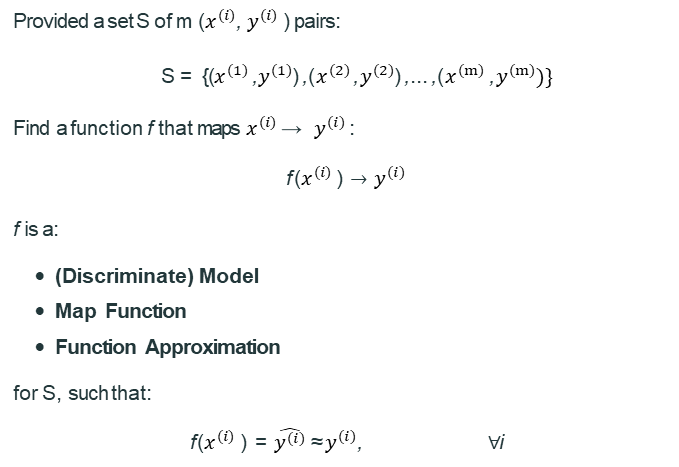 Provided a set S of m (x⁽ⁱ⁾, y⁽ⁱ⁾ ) pairs:
S = {(x⁽¹⁾ ,y⁽¹⁾),(x⁽²⁾ ,y⁽²⁾),...,(x⁽ᵐ⁾ ,y⁽ᵐ⁾)}
Find a function f that maps x⁽ⁱ⁾ → y⁽ⁱ⁾ :
f(x⁽ⁱ⁾ ) → y⁽ⁱ⁾
f is a:
• (Discriminate) Model
• Map Function
• Function Approximation
for S, such that:
f(x⁽ⁱ⁾ ) = ŷ⁽ⁱ⁾ ≈ y⁽ⁱ⁾, ∀i